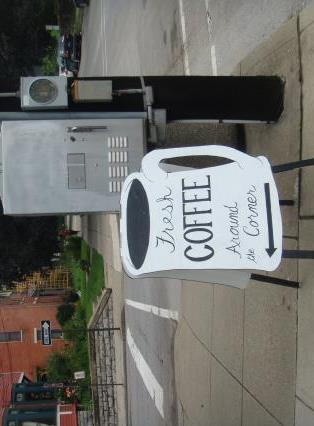 Fresh
COFFEE
Around
the Corner